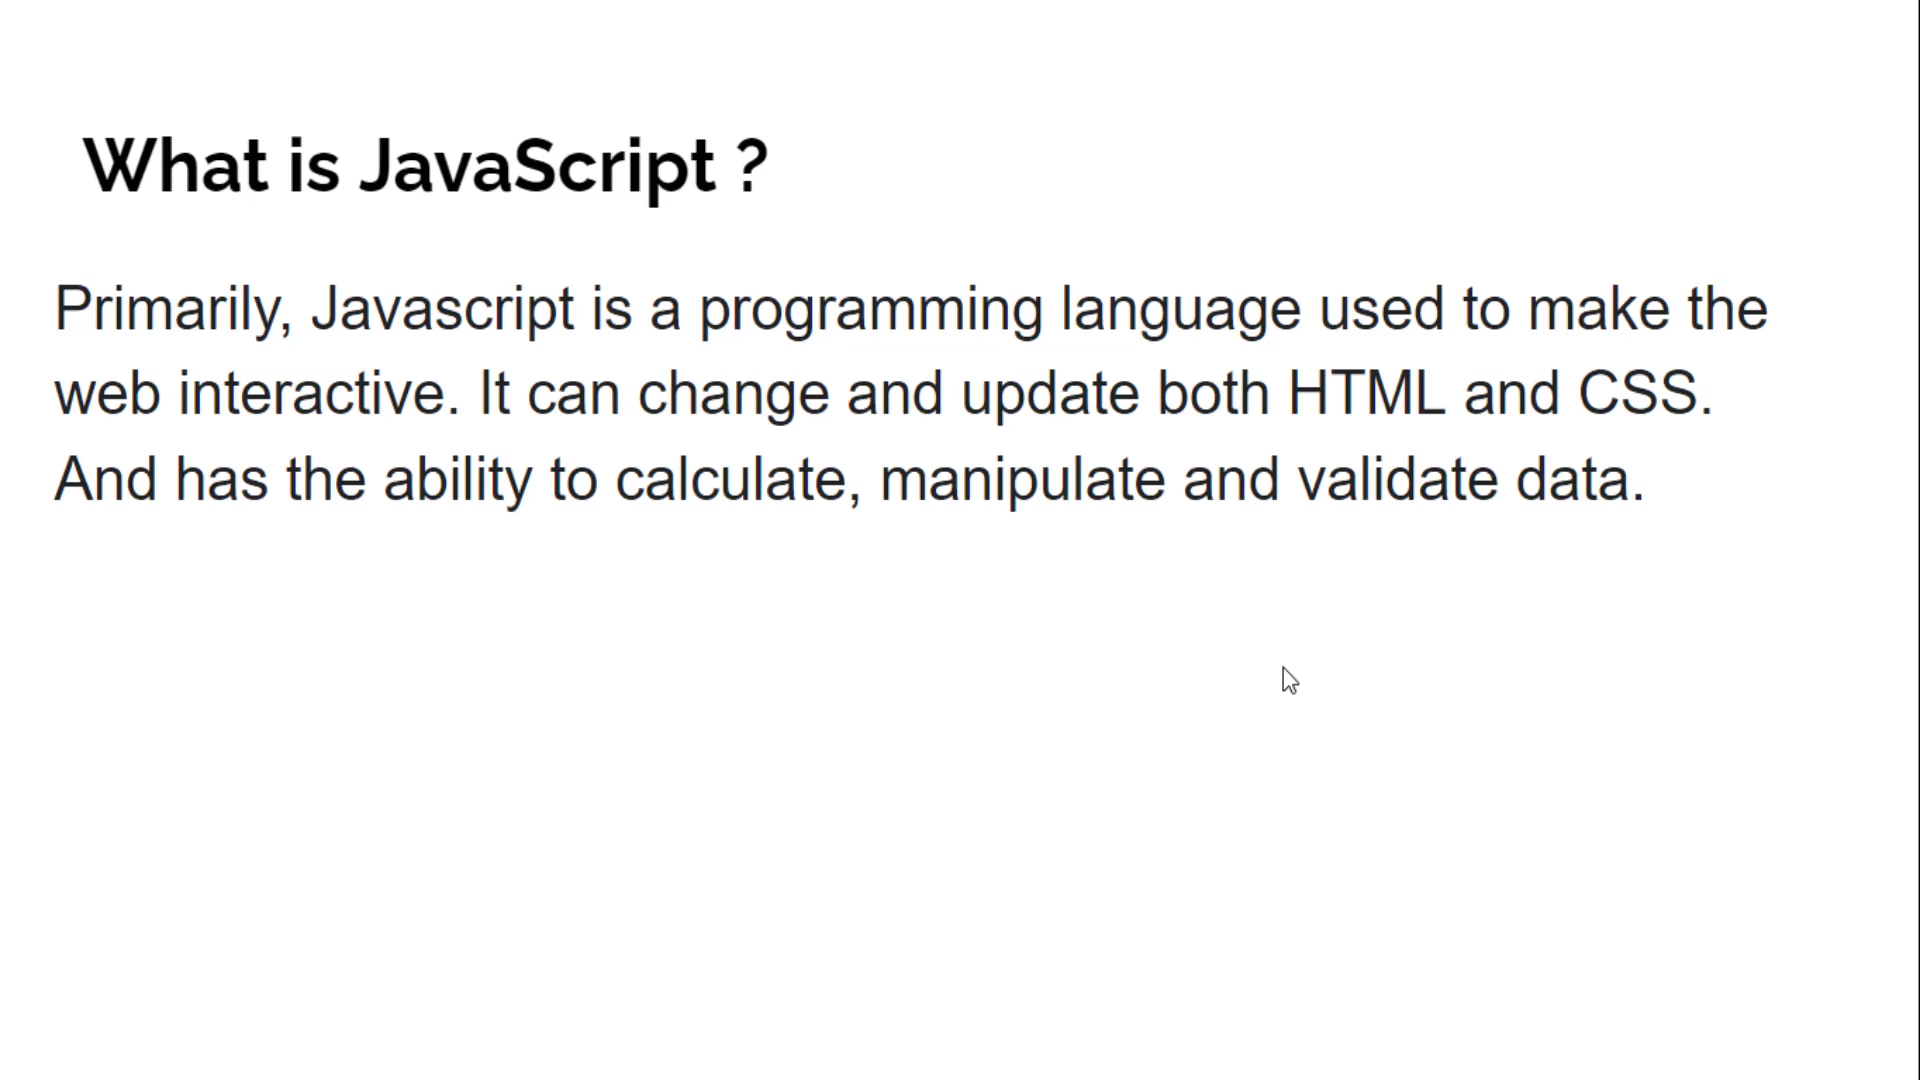 What is JavaScript ?
Primarily, Javascript is a programming language used to make the
web interactive. It can change and update both HTML and CSS.
And has the ability to calculate, manipulate and validate data.